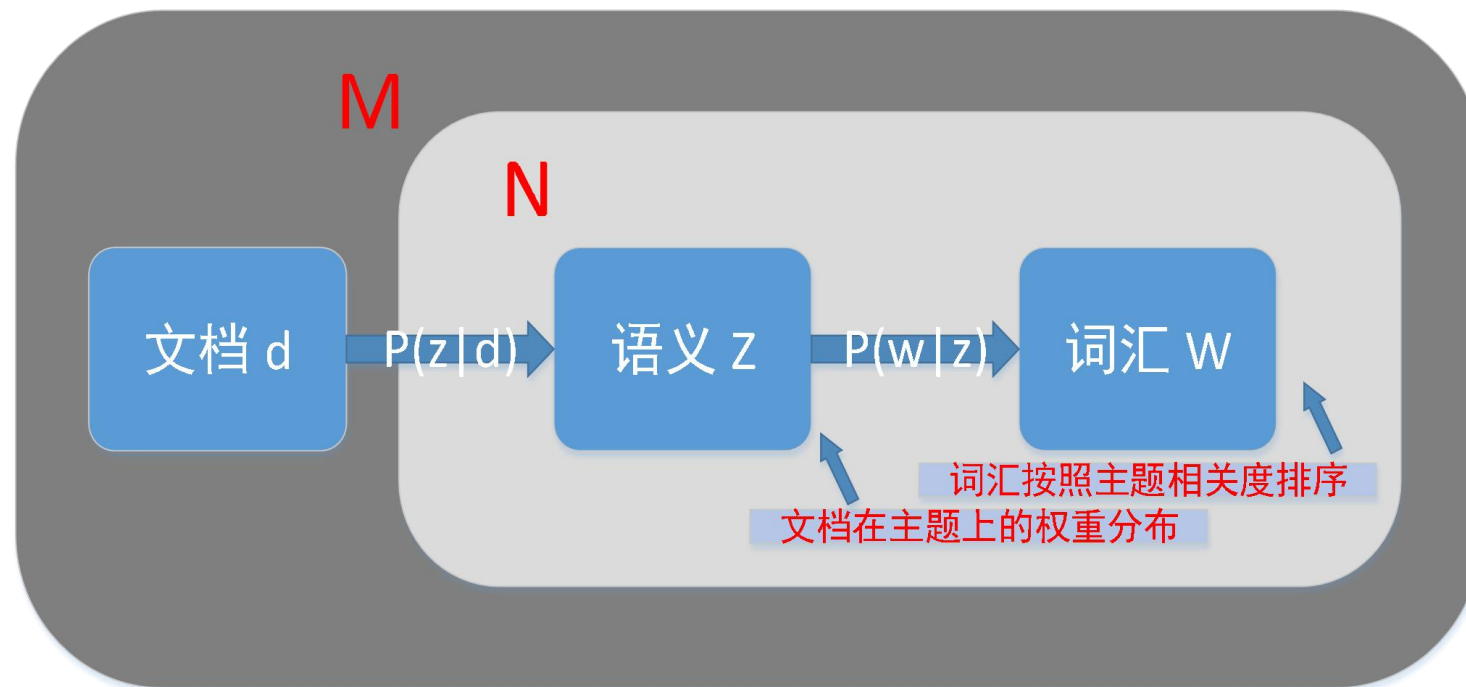 M
N
文档 d
P(z|d)
语义 Z
P(w|z)
词汇 W
词汇按照主题相关度排序
文档在主题上的权重分布